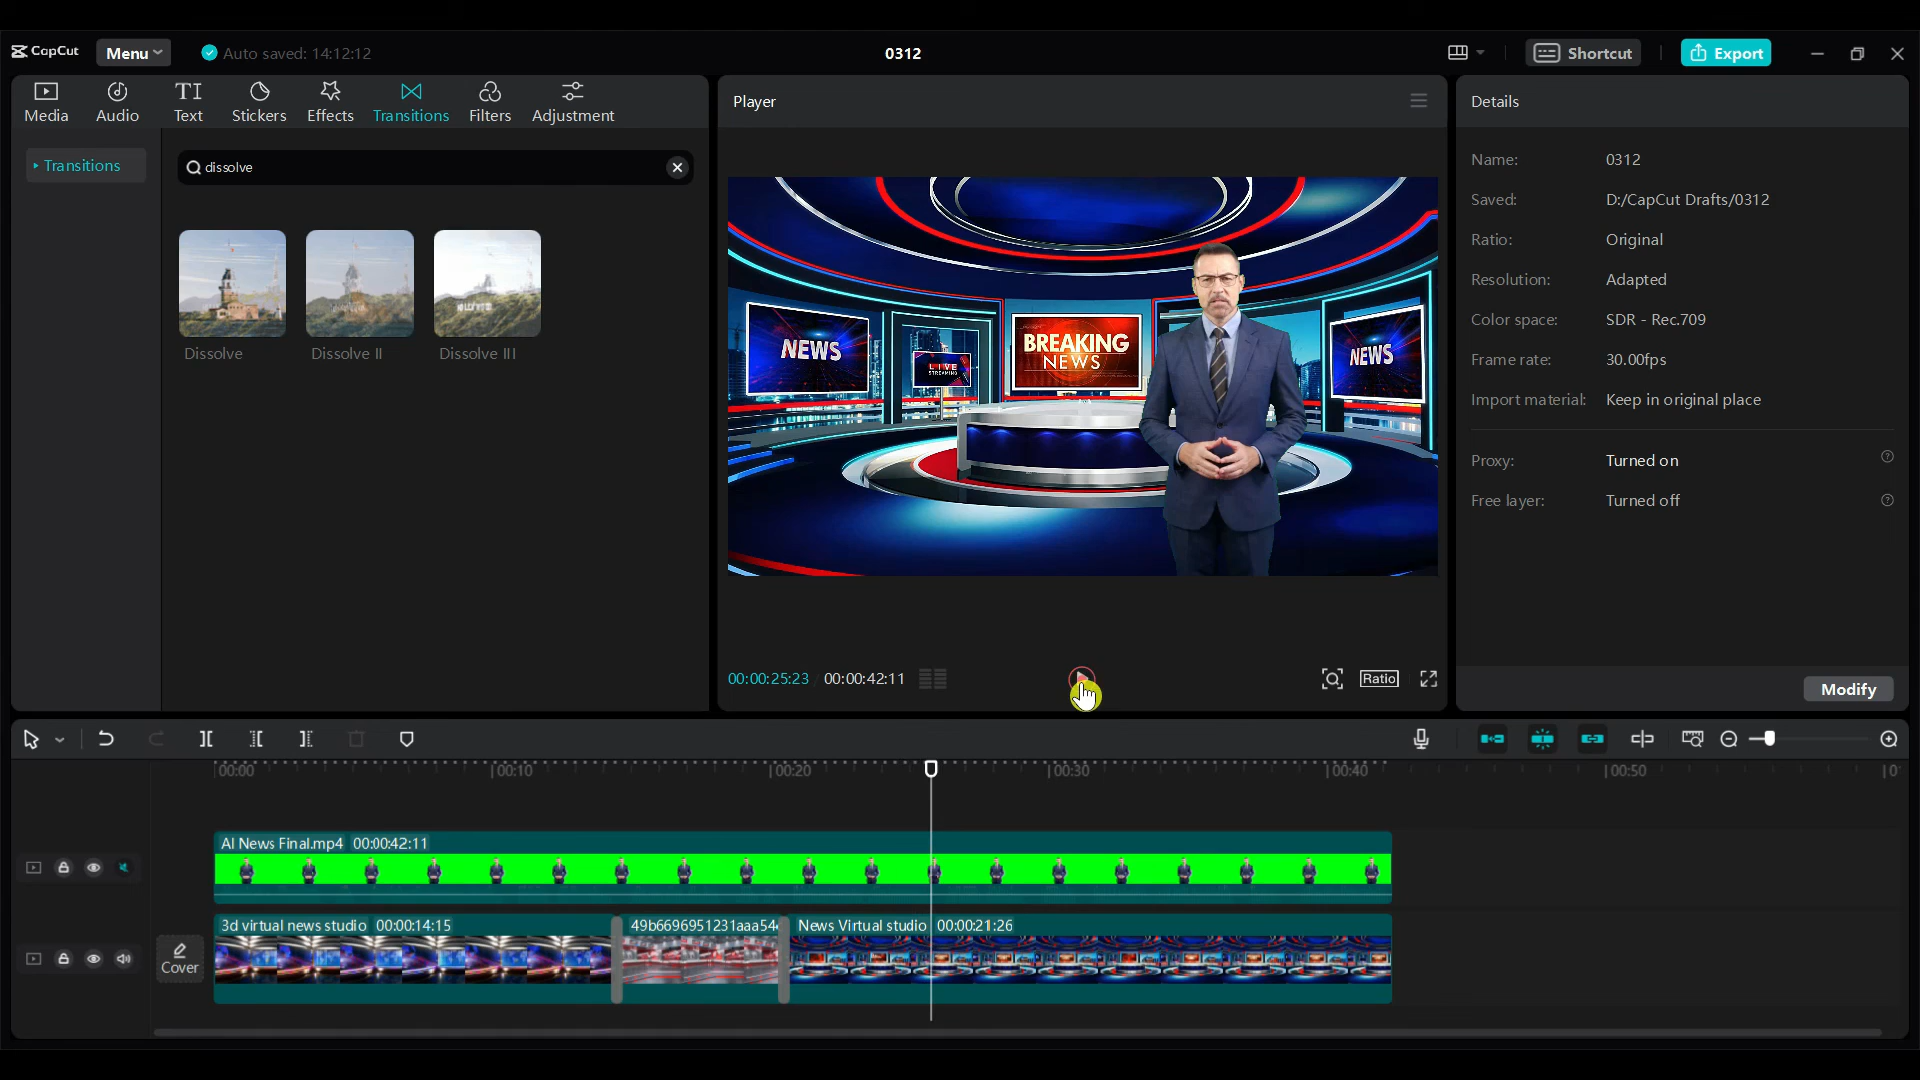 CapCut
Menu
Auto saved: 14:12:12
0312
Shortcut
Export
Media
Audio
TI
Text
Stickers
Effects
Transitions
Filters
Adjustment
Transitions
dissolve
Dissolve
Dissolve II
Dissolve III
Player
NEWS
LIVE
STREAMING
BREAKING
NEWS
NEWS
00:00:25:23
00:00:42:11
Ratio
Details
Name: 0312
Saved: D:/CapCut Drafts/0312
Ratio: Original
Resolution: Adapted
Color space: SDR - Rec.709
Frame rate: 30.00fps
Import material: Keep in original place
Proxy: Turned on
Free layer: Turned off
Modify
00:00
00:10
00:20
00:30
00:40
00:50
AI News Final.mp4 00:00:42:11
Cover
3d virtual news studio 00:00:14:15
49b6696951231aaa54
News Virtual studio 00:00:21:26